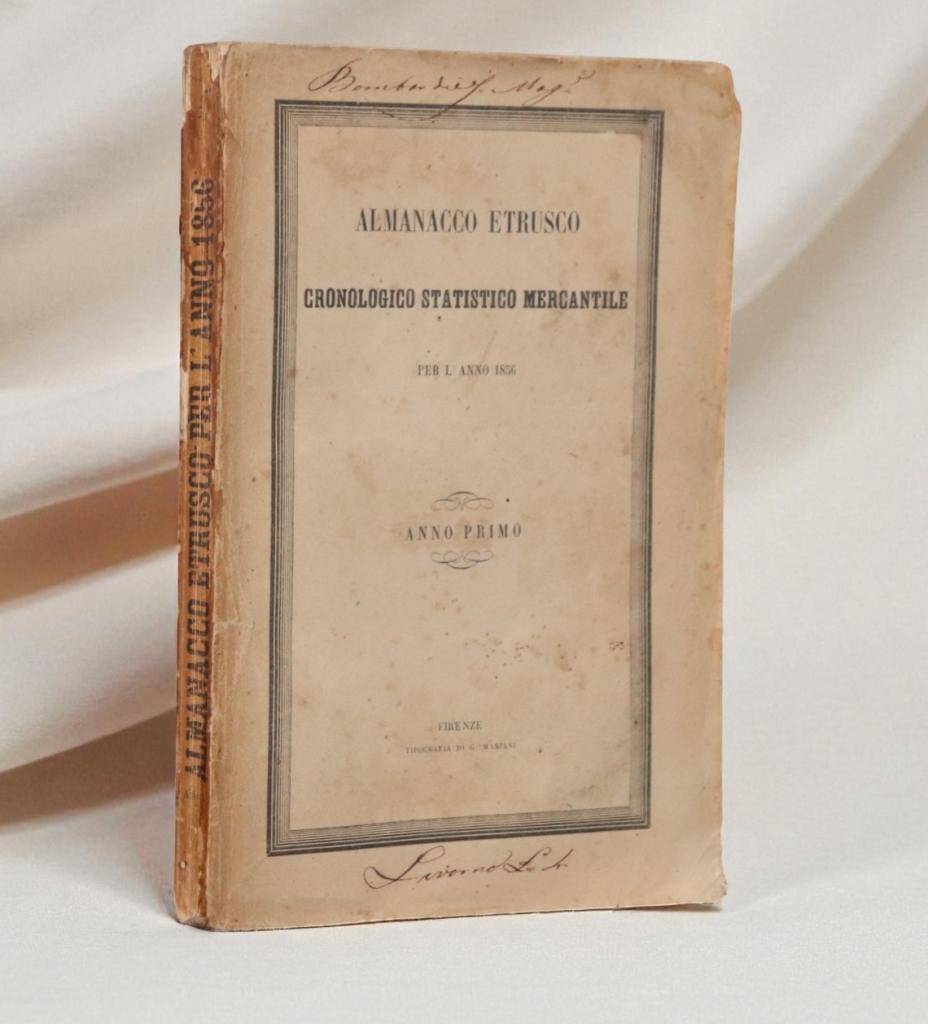 ALMANACCO ETRUSCO PER L' ANNO 1856
ALMANACCO ETRUSCO
CRONOLOGICO STATISTICO MERCANTILE
PER L' ANNO 1856
ANNO PRIMO
FIRENZE
TIPOGRAFIA DI G. MARIANI
Livorno